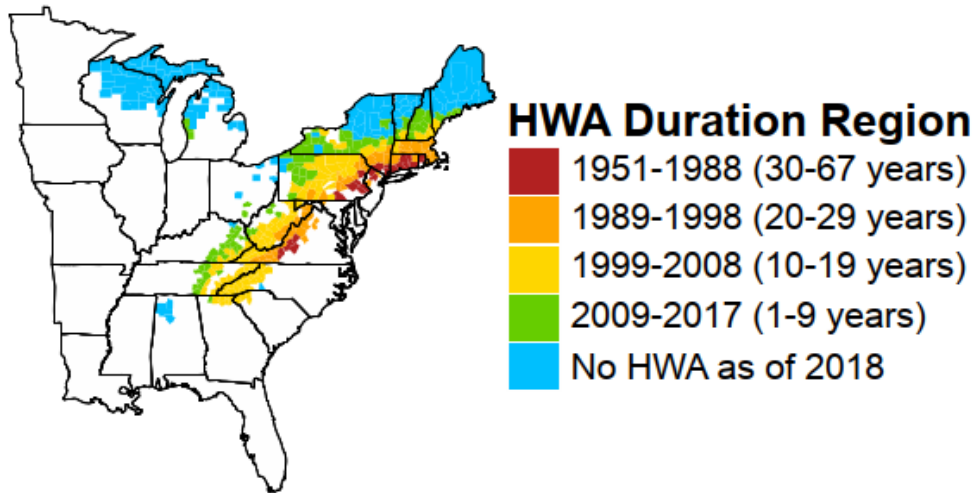 HWA Duration Region
1951-1988 (30-67 years)
1989-1998 (20-29 years)
1999-2008 (10-19 years)
2009-2017 (1-9 years)
No HWA as of 2018